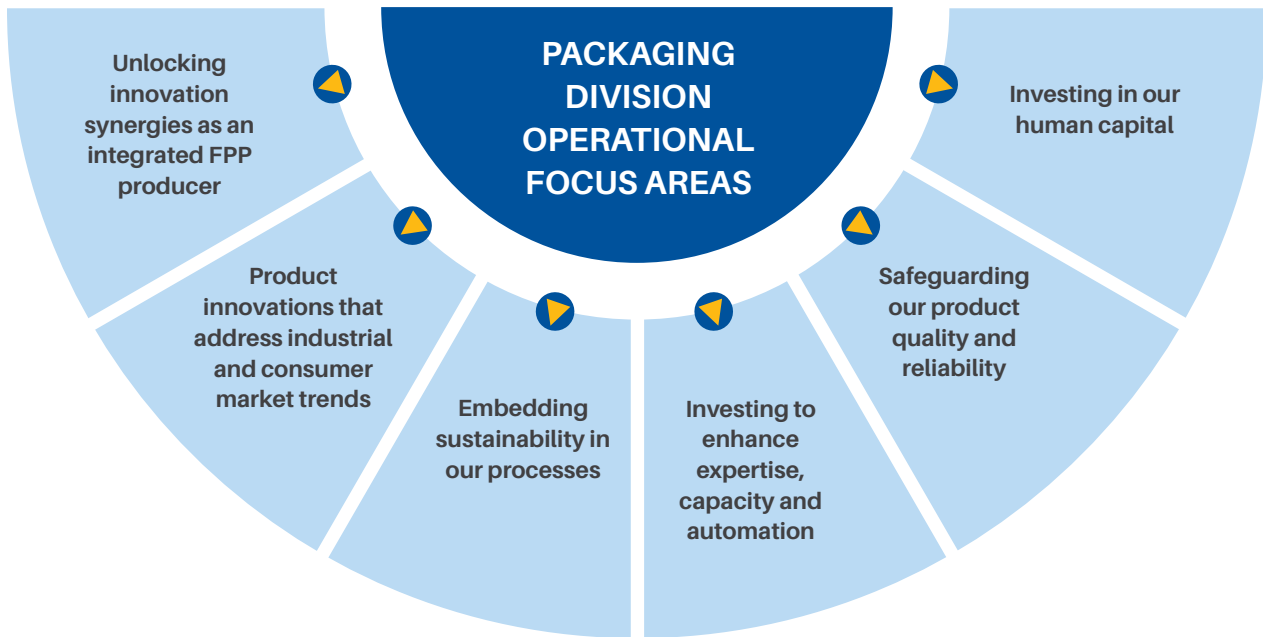 PACKAGING
DIVISION
OPERATIONAL
FOCUS AREAS
Unlocking
innovation
synergies as an
integrated FPP
producer
Product
innovations that
address industrial
and consumer
market trends
Embedding
sustainability in
our processes
Investing to
enhance
expertise,
capacity and
automation
Safeguarding
our product
quality and
reliability
Investing in our
human capital